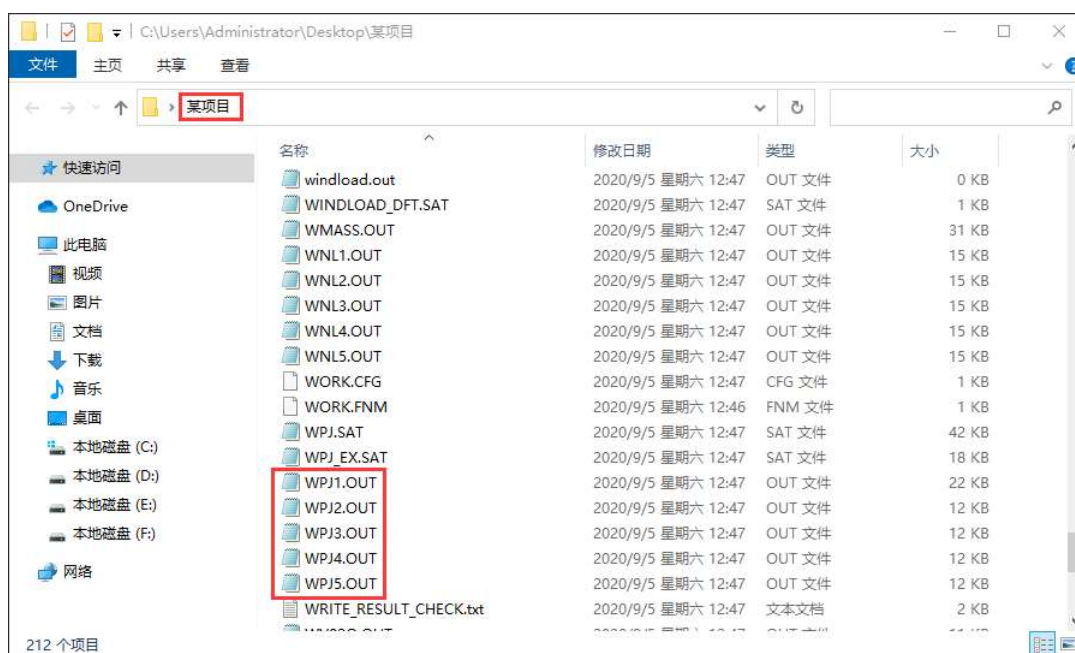 C:\Users\Administrator\Desktop\某项目
文件 主页 共享 查看
某项目
名称 修改日期 类型 大小
快速访问
OneDrive
此电脑
视频
图片
文档
下载
音乐
桌面
本地磁盘 (C:)
本地磁盘 (D:)
本地磁盘 (E:)
本地磁盘 (F:)
网络
windload.out 2020/9/5 星期六 12:47 OUT 文件 0 KB
WINDLOAD_DFT.SAT 2020/9/5 星期六 12:47 SAT 文件 1 KB
WMASS.OUT 2020/9/5 星期六 12:47 OUT 文件 31 KB
WNL1.OUT 2020/9/5 星期六 12:47 OUT 文件 15 KB
WNL2.OUT 2020/9/5 星期六 12:47 OUT 文件 15 KB
WNL3.OUT 2020/9/5 星期六 12:47 OUT 文件 15 KB
WNL4.OUT 2020/9/5 星期六 12:47 OUT 文件 15 KB
WNL5.OUT 2020/9/5 星期六 12:47 OUT 文件 15 KB
WORK.CFG 2020/9/5 星期六 12:47 CFG 文件 1 KB
WORK.FNM 2020/9/5 星期六 12:46 FNM 文件 1 KB
WPJ.SAT 2020/9/5 星期六 12:47 SAT 文件 42 KB
WPJ_EX.SAT 2020/9/5 星期六 12:47 SAT 文件 18 KB
WPJ1.OUT 2020/9/5 星期六 12:47 OUT 文件 22 KB
WPJ2.OUT 2020/9/5 星期六 12:47 OUT 文件 12 KB
WPJ3.OUT 2020/9/5 星期六 12:47 OUT 文件 12 KB
WPJ4.OUT 2020/9/5 星期六 12:47 OUT 文件 12 KB
WPJ5.OUT 2020/9/5 星期六 12:47 OUT 文件 12 KB
WRITE_RESULT_CHECK.txt 2020/9/5 星期六 12:47 文本文档 2 KB
212 个项目